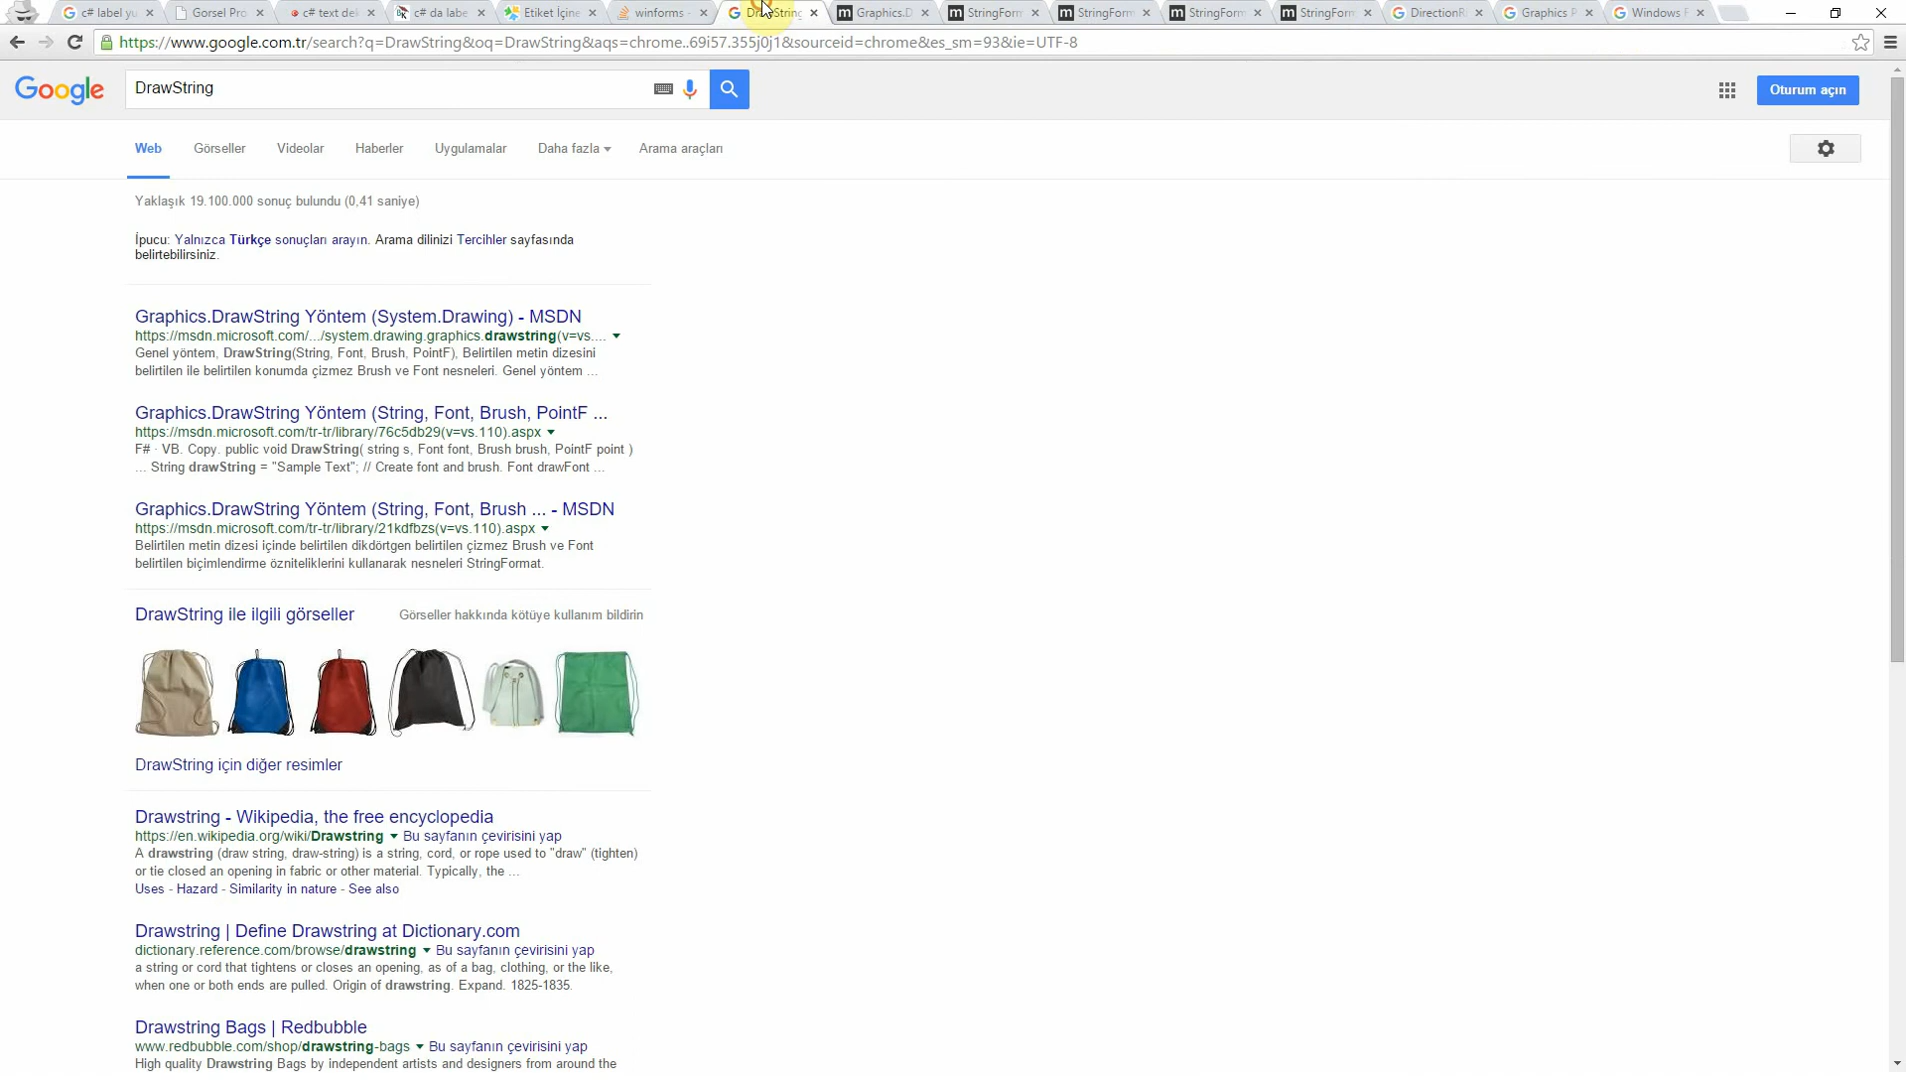 c# label yu
Gorsel Pro
c# text del
c# da labe
Etiket İçine
winforms -
DrawString
Graphics.D
StringForm
StringForm
StringForm
StringForm
DirectionRi
Graphics P
Windows F
https://www.google.com.tr/search?q=DrawString&oq=DrawString&aqs=chrome..69i57.355j0j1&sourceid=chrome&es_sm=93&ie=UTF-8
Google
DrawString
Oturum açın
Web Görseller Videolar Haberler Uygulamalar Daha fazla Arama araçları
Yaklaşık 19.100.000 sonuç bulundu (0,41 saniye)
İpucu: Yalnızca Türkçe sonuçları arayın. Arama dilinizi Tercihler sayfasında
belirtebilirsiniz.
Graphics.DrawString Yöntem (System.Drawing) - MSDN
https://msdn.microsoft.com/.../system.drawing.graphics.drawstring(v=vs....
Genel yöntem, DrawString(String, Font, Brush, PointF), Belirtilen metin dizesini
belirtilen ile belirtilen konumda çizmez Brush ve Font nesneleri. Genel yöntem ...
Graphics.DrawString Yöntem (String, Font, Brush, PointF ...
https://msdn.microsoft.com/tr-tr/library/76c5db29(v=vs.110).aspx
F# · VB. Copy. public void DrawString( string s, Font font, Brush brush, PointF point )
... String drawString = "Sample Text"; // Create font and brush. Font drawFont ...
Graphics.DrawString Yöntem (String, Font, Brush ... - MSDN
https://msdn.microsoft.com/tr-tr/library/21kdfbzs(v=vs.110).aspx
Belirtilen metin dizesi içinde belirtilen dikdörtgen belirtilen çizmez Brush ve Font
belirtilen biçimlendirme özniteliklerini kullanarak nesneleri StringFormat.
DrawString ile ilgili görseller Görseller hakkında kötüye kullanım bildirin
DrawString için diğer resimler
Drawstring - Wikipedia, the free encyclopedia
https://en.wikipedia.org/wiki/Drawstring Bu sayfanın çevirisini yap
A drawstring (draw string, draw-string) is a string, cord, or rope used to "draw" (tighten)
or tie closed an opening in fabric or other material. Typically, the ...
Uses - Hazard - Similarity in nature - See also
Drawstring | Define Drawstring at Dictionary.com
dictionary.reference.com/browse/drawstring Bu sayfanın çevirisini yap
a string or cord that tightens or closes an opening, as of a bag, clothing, or the like,
when one or both ends are pulled. Origin of drawstring. Expand. 1825-1835.
Drawstring Bags | Redbubble
www.redbubble.com/shop/drawstring-bags Bu sayfanın çevirisini yap
High quality Drawstring Bags by independent artists and designers from around the